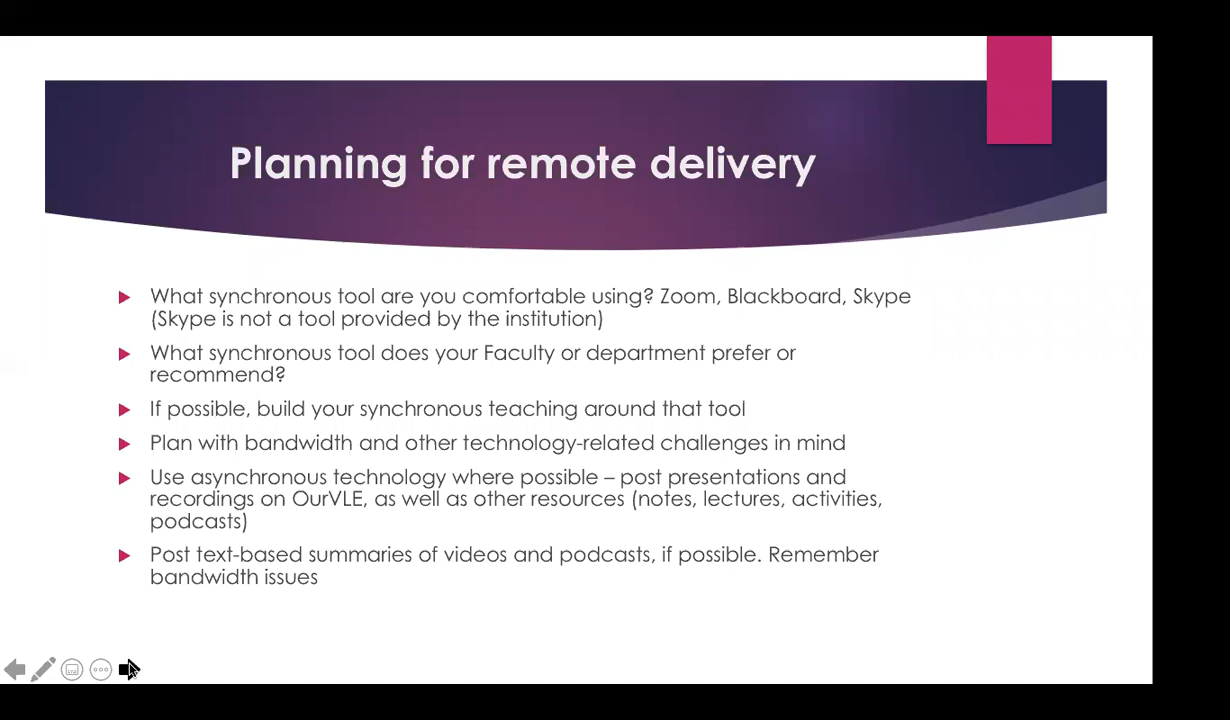 Planning for remote delivery
What synchronous tool are you comfortable using? Zoom, Blackboard, Skype
(Skype is not a tool provided by the institution)
What synchronous tool does your Faculty or department prefer or
recommend?
If possible, build your synchronous teaching around that tool
Plan with bandwidth and other technology-related challenges in mind
Use asynchronous technology where possible – post presentations and
recordings on OurVLE, as well as other resources (notes, lectures, activities,
podcasts)
Post text-based summaries of videos and podcasts, if possible. Remember
bandwidth issues